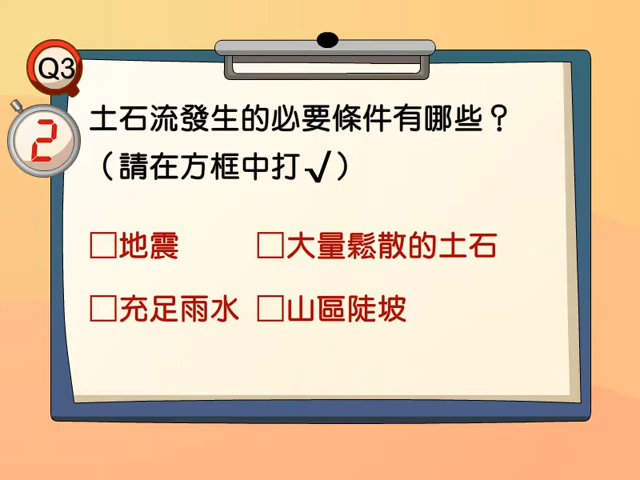 Q3
2
土石流發生的必要條件有哪些？
（請在方框中打√）
□地震 □大量鬆散的土石
□充足雨水 □山區陡坡